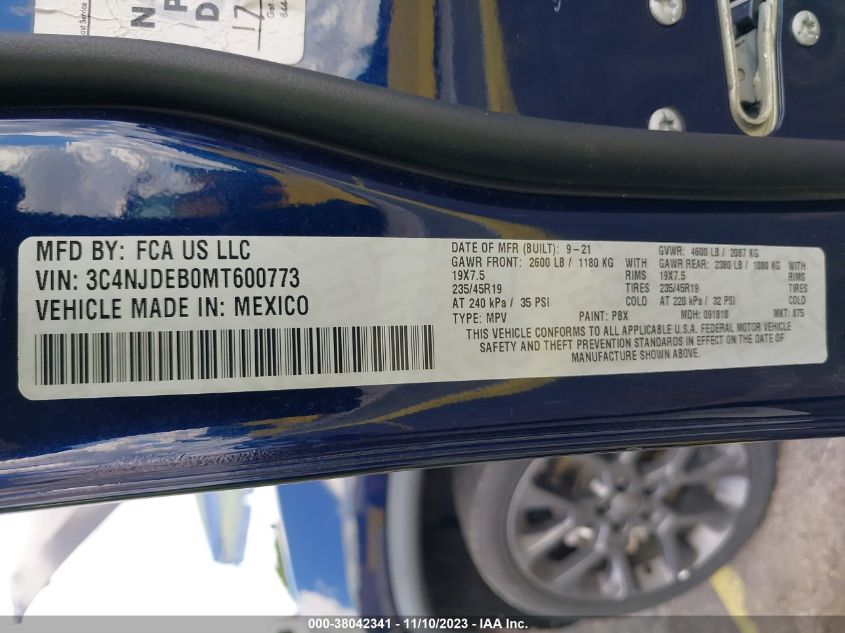 N
P
D
17
844
MFD BY: FCA US LLC
VIN: 3C4NJDEB0MT600773
VEHICLE MADE IN: MEXICO
DATE OF MFR (BUILT): 9-21 GVWR: 4600 LB / 2087 KG
GAWR FRONT: 2600 LB / 1180 KG WITH GAWR REAR: 2380 LB / 1080 KG WITH
19X7.5 RIMS 19X7.5 RIMS
235/45R19 TIRES 235/45R19 TIRES
AT 240 kPa / 35 PSI COLD AT 220 kPa / 32 PSI COLD
TYPE: MPV PAINT: PBX MDH: 091818 MKT: 875
THIS VEHICLE CONFORMS TO ALL APPLICABLE U.S.A. FEDERAL MOTOR VEHICLE
SAFETY AND THEFT PREVENTION STANDARDS IN EFFECT ON THE DATE OF
MANUFACTURE SHOWN ABOVE.
000-38042341 - 11/10/2023 - IAA Inc.